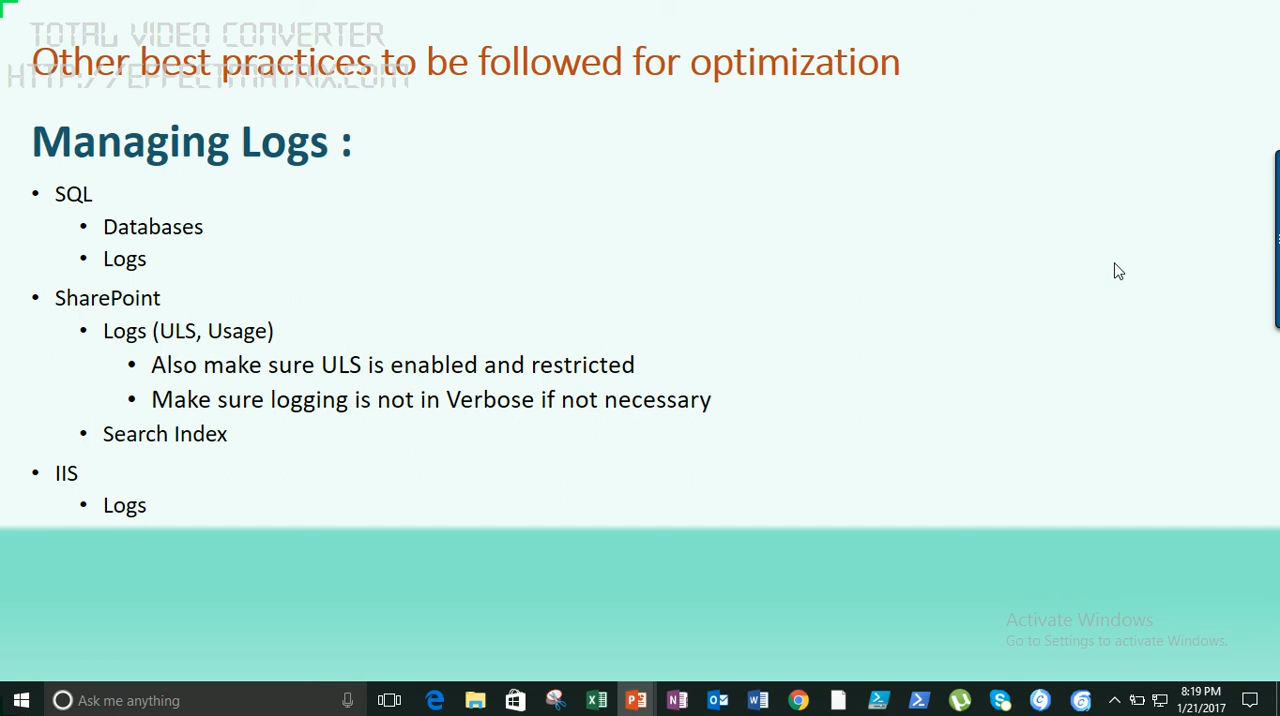 TOTAL VIDEO CONVERTER
Other best practices to be followed for optimization
HTTP://EFFECTMATRIX.COM
Managing Logs :
• SQL
• Databases
• Logs
• SharePoint
• Logs (ULS, Usage)
• Also make sure ULS is enabled and restricted
• Make sure logging is not in Verbose if not necessary
• Search Index
• IIS
• Logs
Activate Windows
Go to Settings to activate Windows.
Ask me anything
8:19 PM
1/21/2017